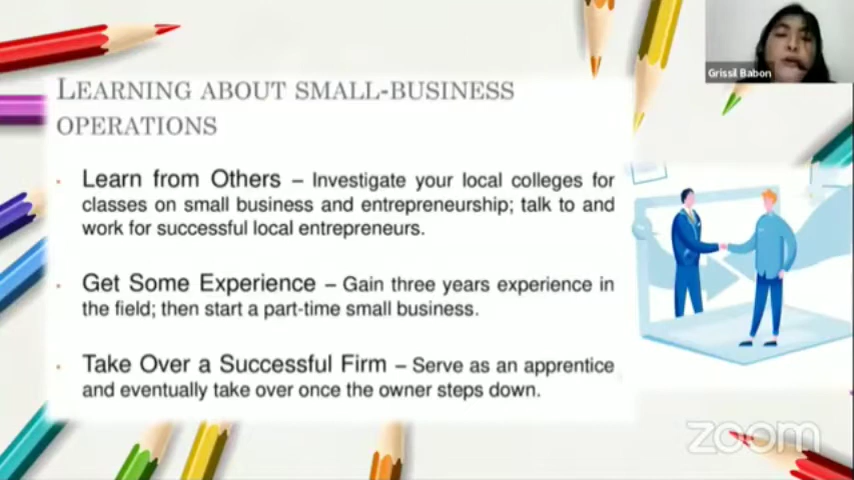 Grissil Babon
LEARNING ABOUT SMALL-BUSINESS
OPERATIONS
• Learn from Others – Investigate your local colleges for
classes on small business and entrepreneurship; talk to and
work for successful local entrepreneurs.
• Get Some Experience – Gain three years experience in
the field; then start a part-time small business.
• Take Over a Successful Firm – Serve as an apprentice
and eventually take over once the owner steps down.
zoom